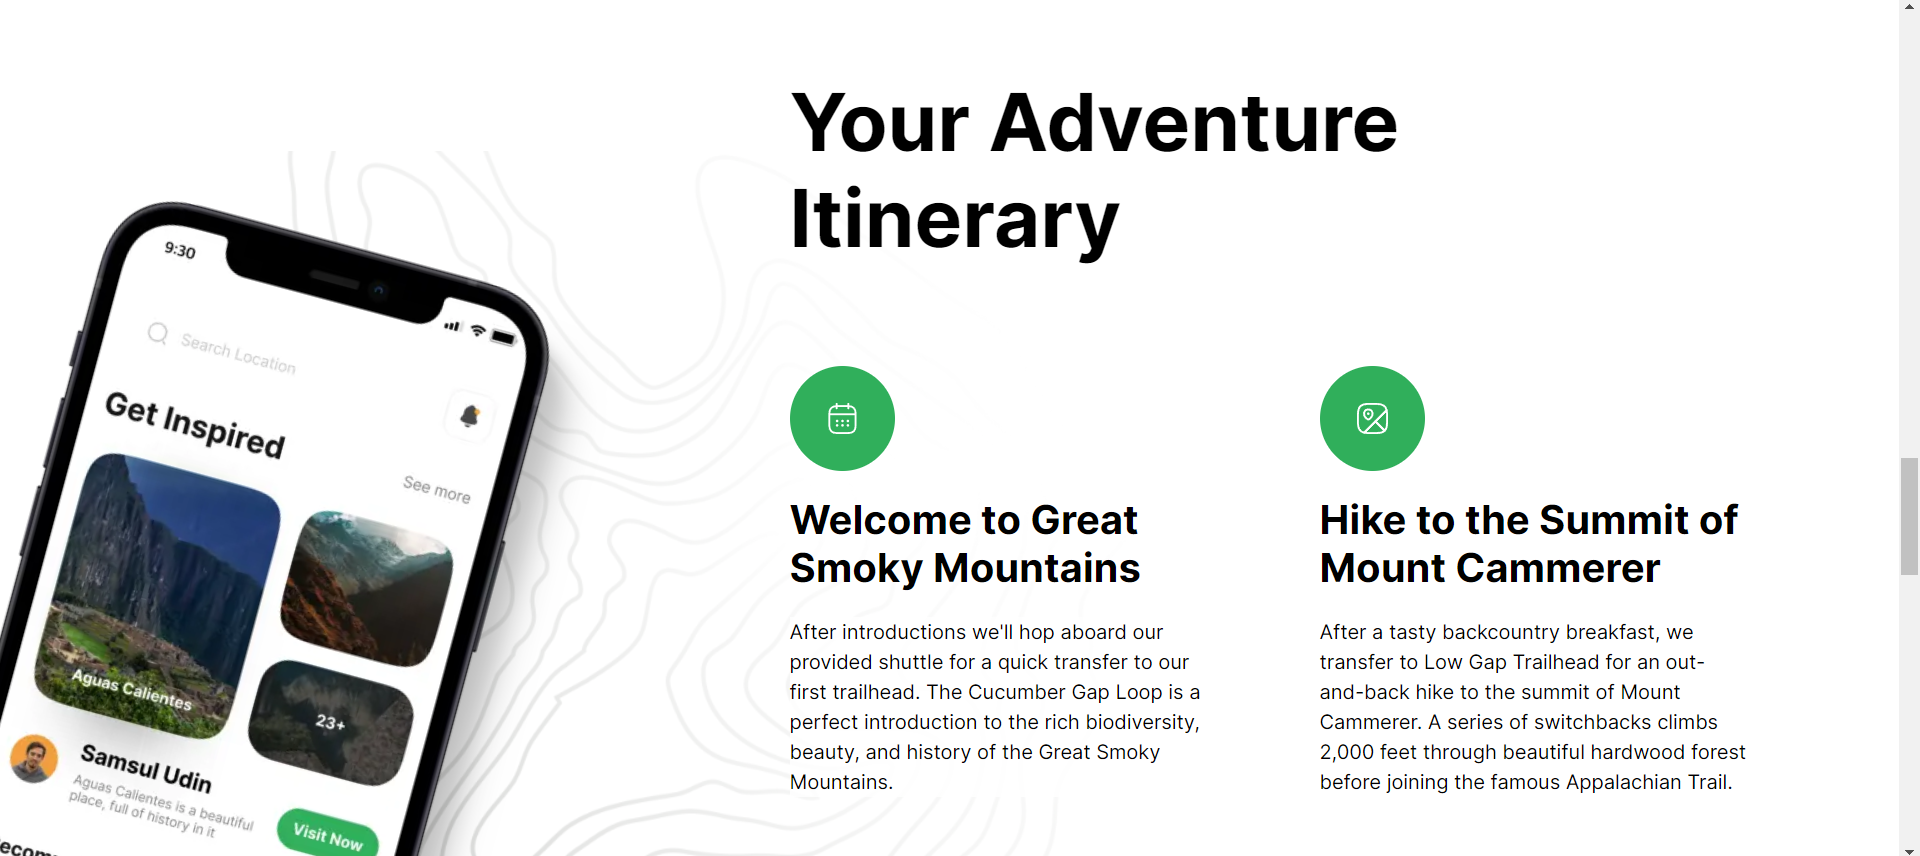 Your Adventure
Itinerary
9:30
Search Location
Get Inspired
See more
Aguas Calientes
23+
Samsul Udin
Aguas Calientes is a beautiful
place, full of history in it
Visit Now
Welcome to Great
Smoky Mountains
After introductions we'll hop aboard our
provided shuttle for a quick transfer to our
first trailhead. The Cucumber Gap Loop is a
perfect introduction to the rich biodiversity,
beauty, and history of the Great Smoky
Mountains.
Hike to the Summit of
Mount Cammerer
After a tasty backcountry breakfast, we
transfer to Low Gap Trailhead for an out-
and-back hike to the summit of Mount
Cammerer. A series of switchbacks climbs
2,000 feet through beautiful hardwood forest
before joining the famous Appalachian Trail.